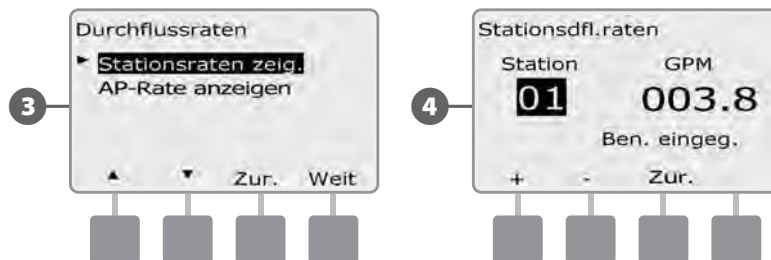 3
Durchflussraten
► Stationsraten zeig.
AP-Rate anzeigen
▲ ▼ Zur. Weit
4
Stationsdfl.raten
Station GPM
01 003.8
Ben. eingeg.
+ - Zur.